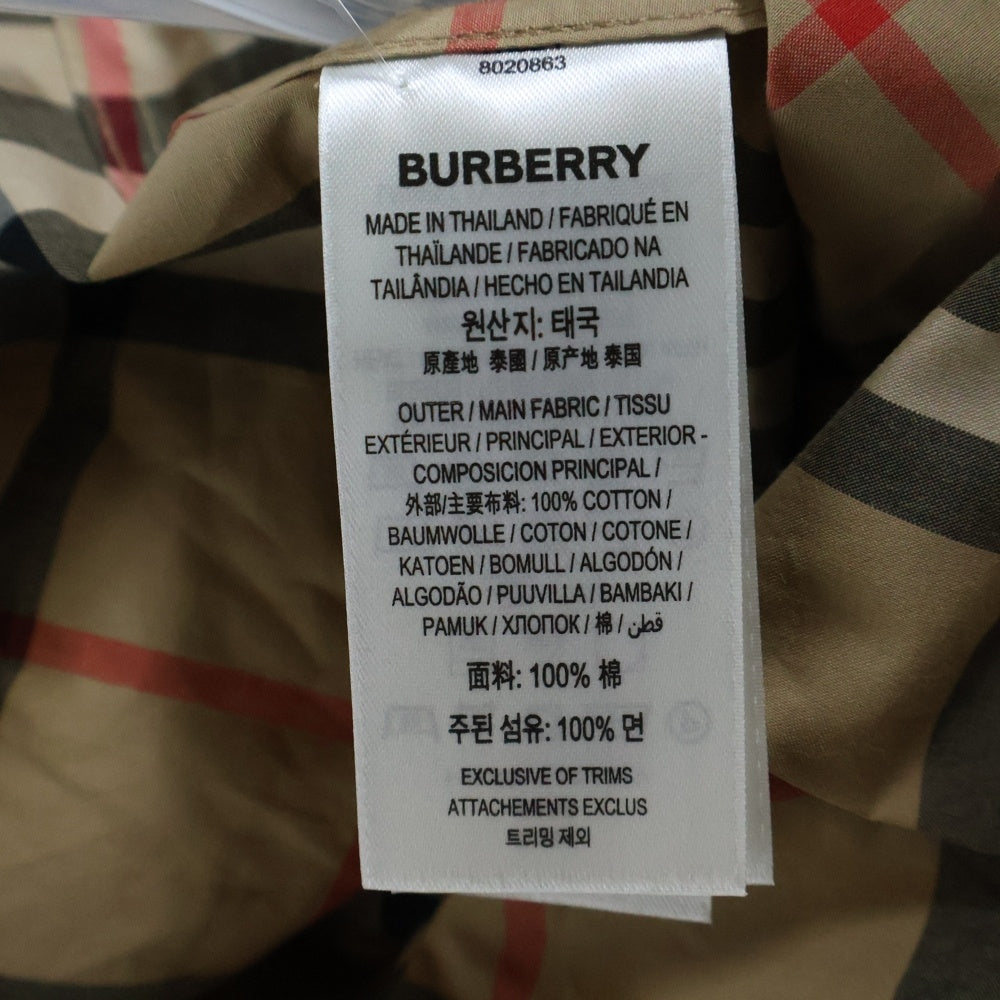 8020863
BURBERRY
MADE IN THAILAND / FABRIQUÉ EN
THAÏLANDE / FABRICADO NA
TAILÂNDIA / HECHO EN TAILANDIA
원산지: 태국
原產地 泰國 / 原产地 泰国
OUTER / MAIN FABRIC / TISSU
EXTÉRIEUR / PRINCIPAL / EXTERIOR -
COMPOSICION PRINCIPAL /
外部/主要布料: 100% COTTON /
BAUMWOLLE / COTON / COTONE /
KATOEN / BOMULL / ALGODÓN /
ALGODÃO / PUUVILLA / BAMBAKI /
PAMUK / ХЛОПОК / 棉 / قطن
面料: 100% 棉
주된 섬유: 100% 면
EXCLUSIVE OF TRIMS
ATTACHEMENTS EXCLUS
트리밍 제외